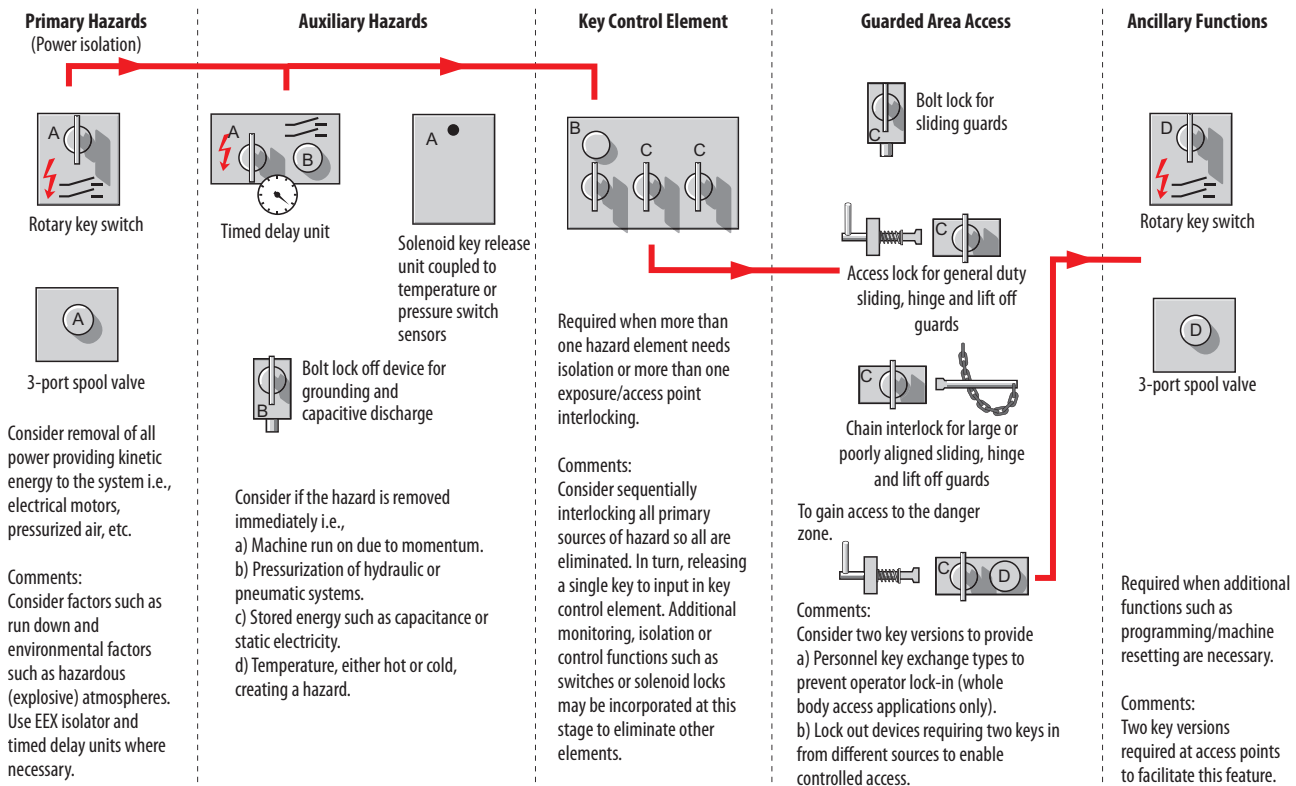 Primary Hazards
(Power isolation)
A
Rotary key switch
A
3-port spool valve
Consider removal of all
power providing kinetic
energy to the system i.e.,
electrical motors,
pressurized air, etc.
Comments:
Consider factors such as
run down and
environmental factors
such as hazardous
(explosive) atmospheres.
Use EEX isolator and
timed delay units where
necessary.
Auxiliary Hazards
A
B
Timed delay unit
A
Solenoid key release
unit coupled to
temperature or
pressure switch
sensors
B
Bolt lock off device for
grounding and
capacitive discharge
Consider if the hazard is removed
immediately i.e.,
a) Machine run on due to momentum.
b) Pressurization of hydraulic or
pneumatic systems.
c) Stored energy such as capacitance or
static electricity.
d) Temperature, either hot or cold,
creating a hazard.
Key Control Element
B
C C
Required when more than
one hazard element needs
isolation or more than one
exposure/access point
interlocking.
Comments:
Consider sequentially
interlocking all primary
sources of hazard so all are
eliminated. In turn, releasing
a single key to input in key
control element. Additional
monitoring, isolation or
control functions such as
switches or solenoid locks
may be incorporated at this
stage to eliminate other
elements.
Guarded Area Access
C
Bolt lock for
sliding guards
C
Access lock for general duty
sliding, hinge and lift off
guards
C
Chain interlock for large or
poorly aligned sliding, hinge
and lift off guards
To gain access to the danger
zone.
C D
Comments:
Consider two key versions to provide
a) Personnel key exchange types to
prevent operator lock-in (whole
body access applications only).
b) Lock out devices requiring two keys in
from different sources to enable
controlled access.
Ancillary Functions
D
Rotary key switch
D
3-port spool valve
Required when additional
functions such as
programming/machine
resetting are necessary.
Comments:
Two key versions
required at access points
to facilitate this feature.